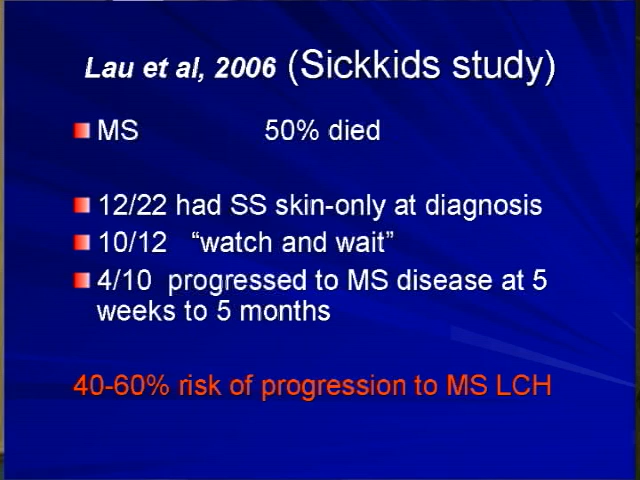 Lau et al, 2006 (Sickkids study)
MS 50% died
12/22 had SS skin-only at diagnosis
10/12 “watch and wait”
4/10 progressed to MS disease at 5
weeks to 5 months
40-60% risk of progression to MS LCH